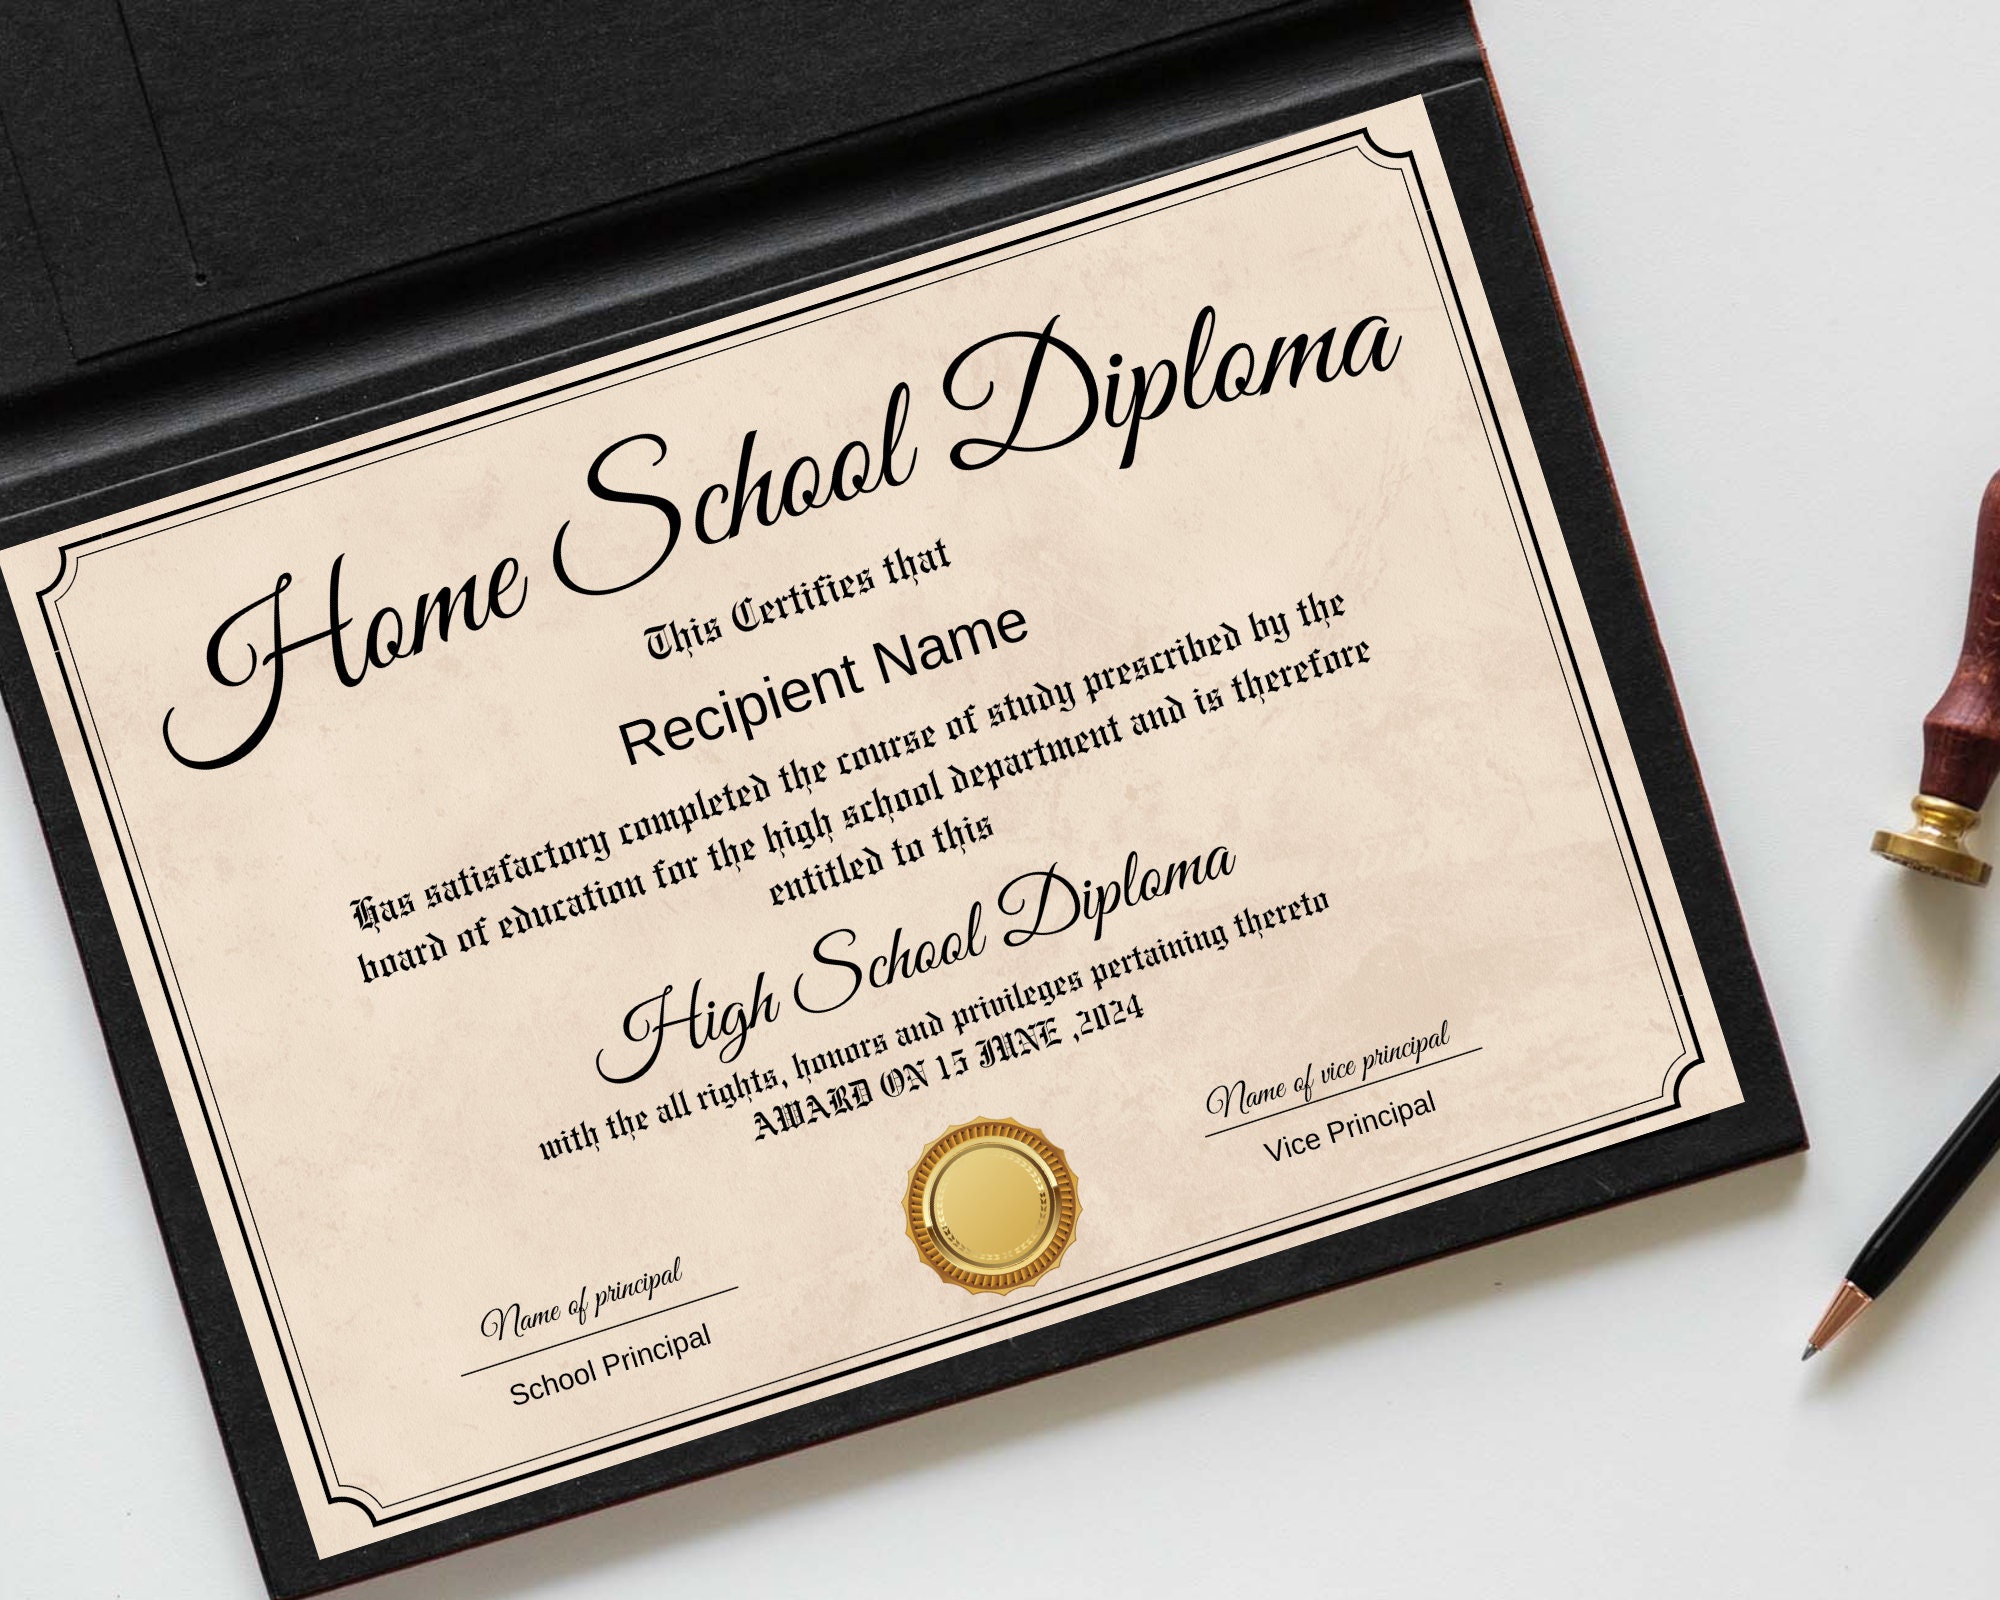 Home School Diploma
This Certifies that
Recipient Name
Has satisfactory completed the course of study prescribed by the
board of education for the high school department and is therefore
entitled to this
High School Diploma
with the all rights, honors and privileges pertaining thereto
AWARD ON 15 JUNE ,2024
Name of principal
School Principal
Name of vice principal
Vice Principal